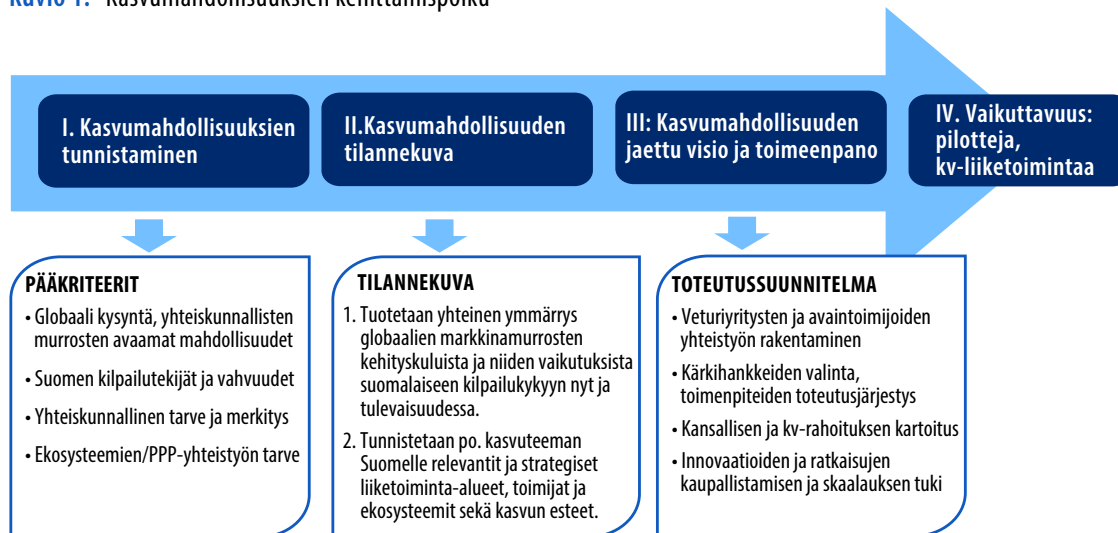 Kuvio 1. Kasvumahdollisuuksien kehittämispolku
I. Kasvumahdollisuuksien
tunnistaminen
II.Kasvumahdollisuuden
tilannekuva
III: Kasvumahdollisuuden
jaettu visio ja toimeenpano
IV. Vaikuttavuus:
pilotteja,
kv-liiketoimintaa
PÄÄKRITEERIT
• Globaali kysyntä, yhteiskunnallisten
murrosten avaamat mahdollisuudet
• Suomen kilpailutekijät ja vahvuudet
• Yhteiskunnallinen tarve ja merkitys
• Ekosysteemien/PPP-yhteistyön tarve
TILANNEKUVA
1. Tuotetaan yhteinen ymmärrys
globaalien markkinamurrosten
kehityskuluista ja niiden vaikutuksista
suomalaiseen kilpailukykyyn nyt ja
tulevaisuudessa.
2. Tunnistetaan po. kasvuteeman
Suomelle relevantit ja strategiset
liiketoiminta-alueet, toimijat ja
ekosysteemit sekä kasvun esteet.
TOTEUTUSSUUNNITELMA
• Veturiyritysten ja avaintoimijoiden
yhteistyön rakentaminen
• Kärkihankkeiden valinta,
toimenpiteiden toteutusjärjestys
• Kansallisen ja kv-rahoituksen kartoitus
• Innovaatioiden ja ratkaisujen
kaupallistamisen ja skaalauksen tuki